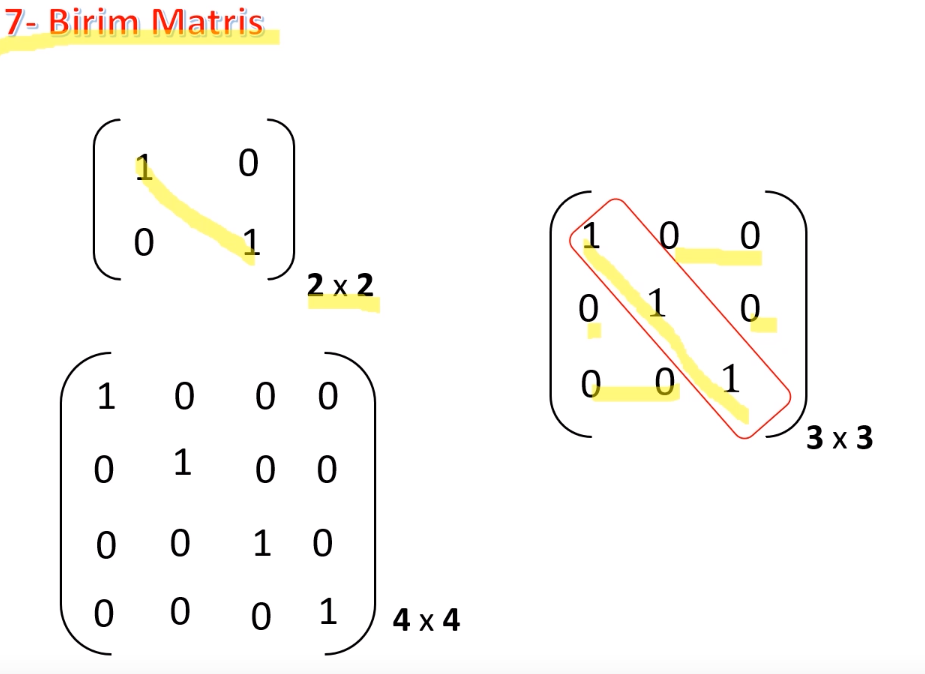 7- Birim Matris
1 0
0 1
2 x 2
1 0 0
0 1 0
0 0 1
3 x 3
1 0 0 0
0 1 0 0
0 0 1 0
0 0 0 1
4 x 4